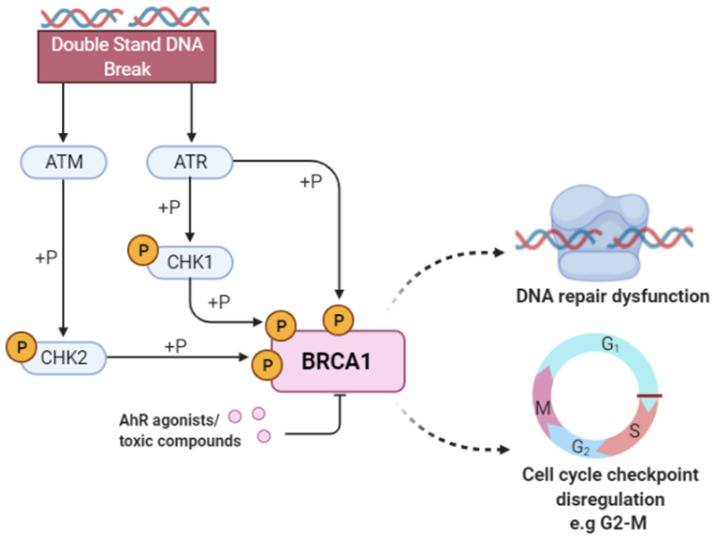 Double Stand DNA
Break
ATM
ATR
+P
+P
+P
P
CHK1
+P
P
CHK2
+P
P
P
P
BRCA1
AhR agonists/
toxic compounds
DNA repair dysfunction
G1
M
S
G2
Cell cycle checkpoint
disregulation
e.g G2-M